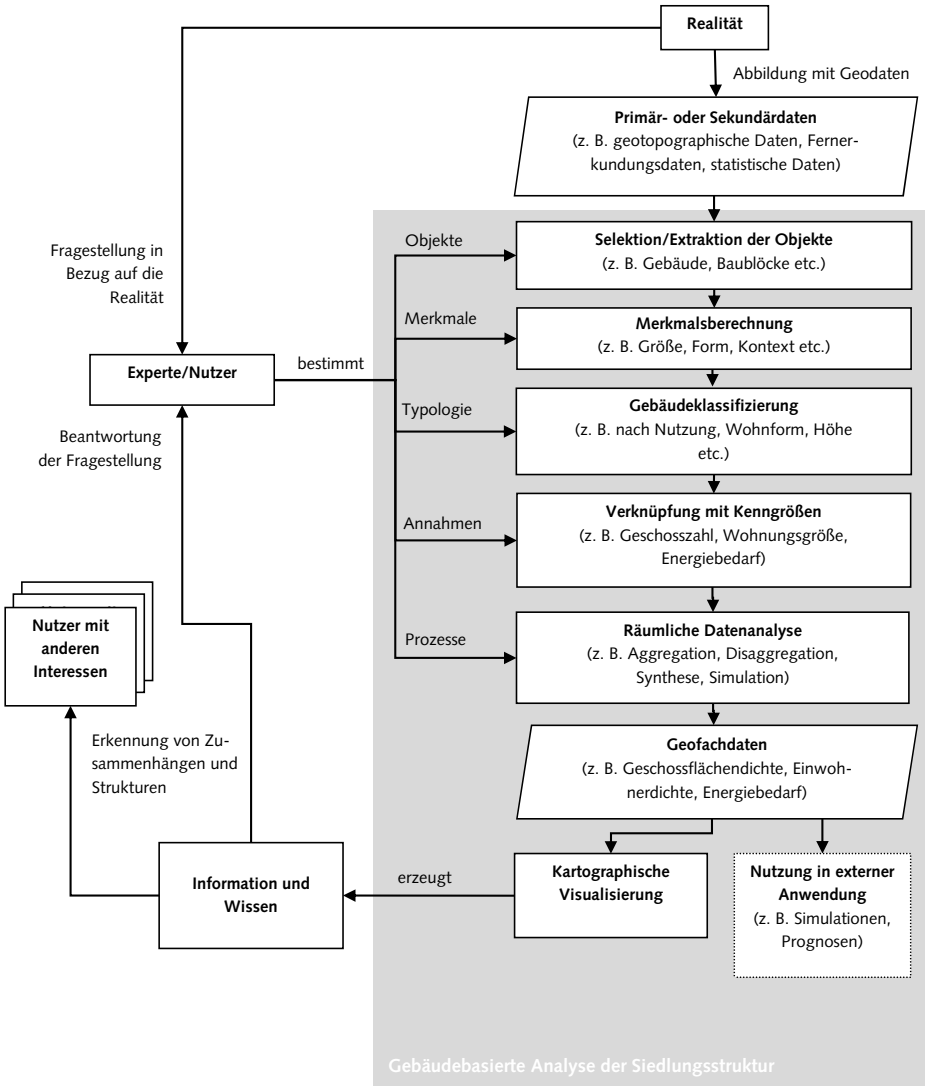 Realität
Abbildung mit Geodaten
Primär- oder Sekundärdaten
(z. B. geotopographische Daten, Ferner-
kundungsdaten, statistische Daten)
Fragestellung in
Bezug auf die
Realität
Objekte
Selektion/Extraktion der Objekte
(z. B. Gebäude, Baublöcke etc.)
Merkmale
Merkmalsberechnung
(z. B. Größe, Form, Kontext etc.)
Experte/Nutzer
bestimmt
Typologie
Gebäudeklassifizierung
(z. B. nach Nutzung, Wohnform, Höhe
etc.)
Beantwortung
der Fragestellung
Annahmen
Verknüpfung mit Kenngrößen
(z. B. Geschosszahl, Wohnungsgröße,
Energiebedarf)
Nutzer mit
anderen
Interessen
Prozesse
Räumliche Datenanalyse
(z. B. Aggregation, Disaggregation,
Synthese, Simulation)
Erkennung von Zu-
sammenhängen und
Strukturen
Geofachdaten
(z. B. Geschossflächendichte, Einwoh-
nerdichte, Energiebedarf)
Information und
Wissen
erzeugt
Kartographische
Visualisierung
Nutzung in externer
Anwendung
(z. B. Simulationen,
Prognosen)
Gebäudebasierte Analyse der Siedlungsstruktur